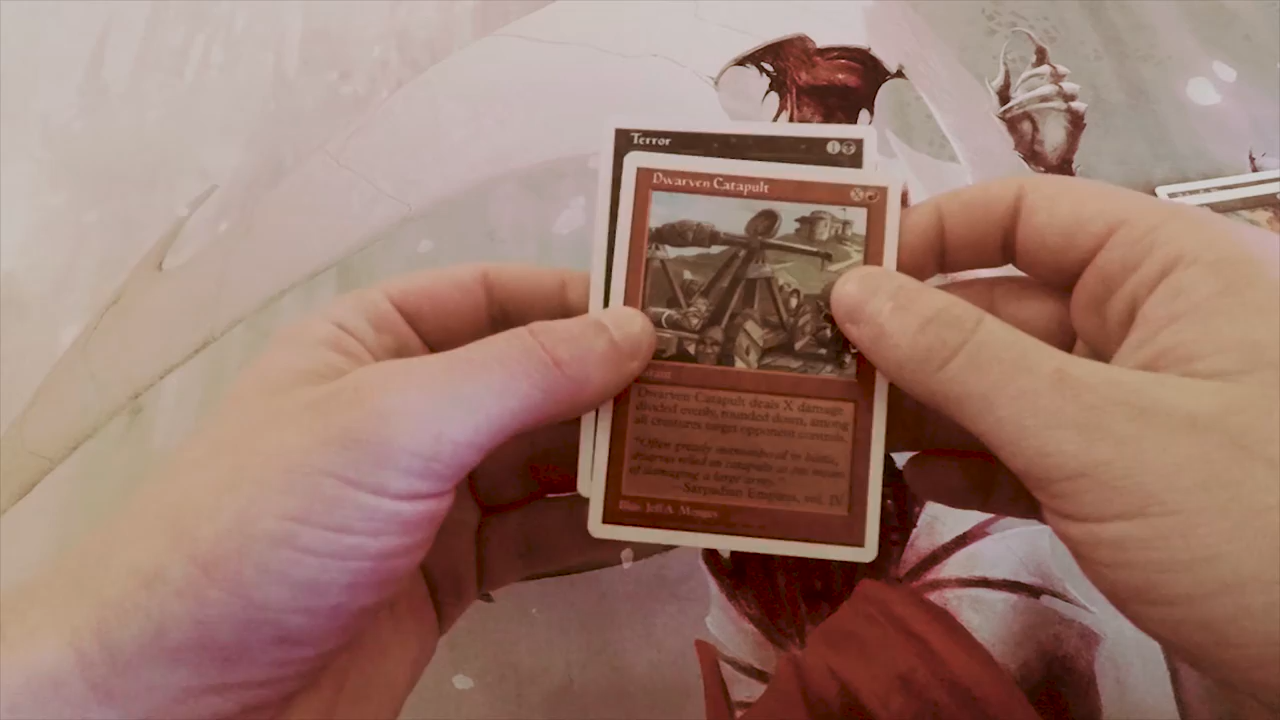 Terror
1
Dwarven Catapult
X
Dwarven Catapult deals X damage
divided evenly, rounded down, among
all creatures target opponent controls.
"Often greatly outnumbered in battle,
dwarves relied on catapults as one means
of damaging a large army."
—Sarpadian Empires, vol. IV
Illus. Jeff A. Menges